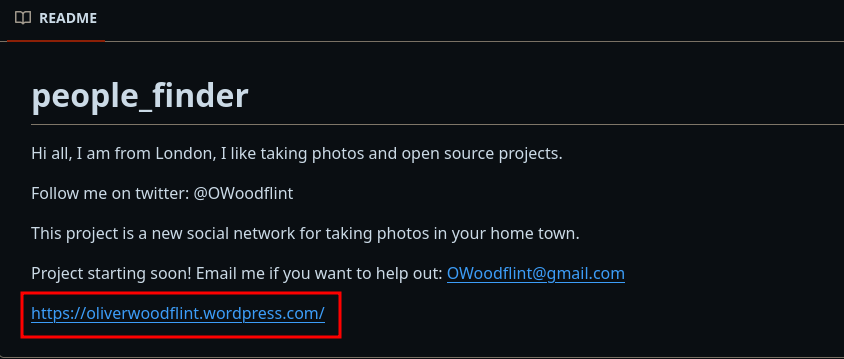 README
people_finder
Hi all, I am from London, I like taking photos and open source projects.
Follow me on twitter: @OWoodflint
This project is a new social network for taking photos in your home town.
Project starting soon! Email me if you want to help out: OWoodflint@gmail.com
https://oliverwoodflint.wordpress.com/